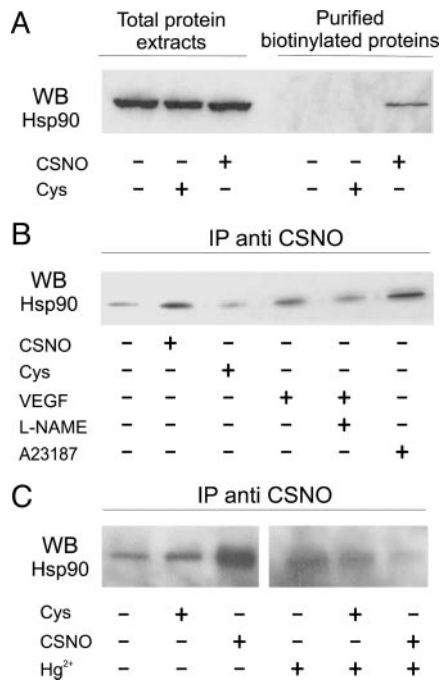 A
Total protein extracts
Purified biotinylated proteins
WB
Hsp90
CSNO - - + - - +
Cys - + - - + -
B
IP anti CSNO
WB
Hsp90
CSNO - + - - - -
Cys - - + - - -
VEGF - - - + + -
L-NAME - - - - + -
A23187 - - - - - +
C
IP anti CSNO
WB
Hsp90
Cys - + - - + -
CSNO - - + - - +
Hg²⁺ - - - + + +